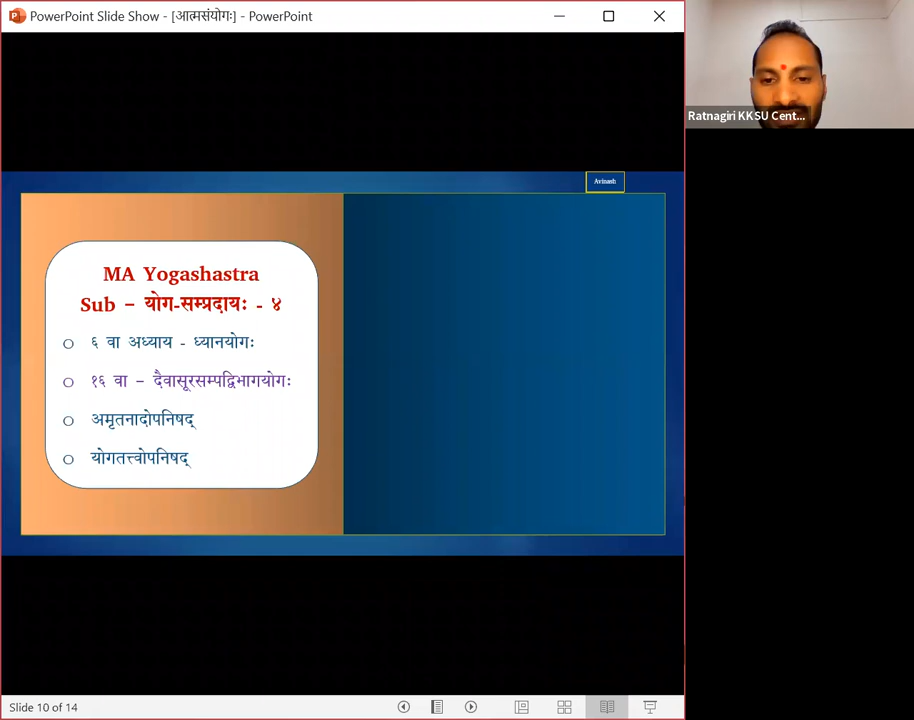 PowerPoint Slide Show - [आत्मसंयोगः] - PowerPoint
Ratnagiri KKSU Cent...
Avinash
MA Yogashastra
Sub – योग-सम्प्रदायः - ४
६ वा अध्याय - ध्यानयोगः
१६ वा – दैवासूरसम्पद्विभागयोगः
अमृतनादोपनिषद्
योगतत्त्वोपनिषद्
Slide 10 of 14